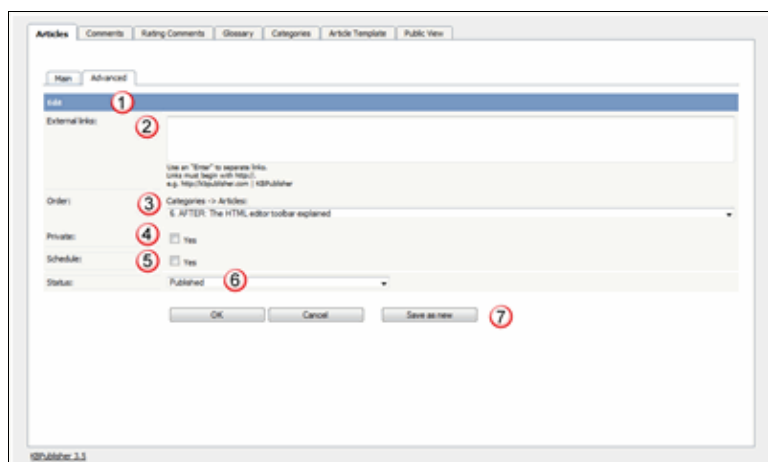 Articles Comments Rating Comments Glossary Categories Article Template Public View
Main Advanced
Edit 1
External links: 2
Use an "Enter" to separate links.
Links must begin with http://.
e.g. http://kbpublisher.com | KBPublisher
Order: 3 Categories -> Articles:
6. AFTER: The HTML editor toolbar explained
Private: 4 Yes
Schedule: 5 Yes
Status: Published 6
OK Cancel Save as new 7
KBPublisher 3.5